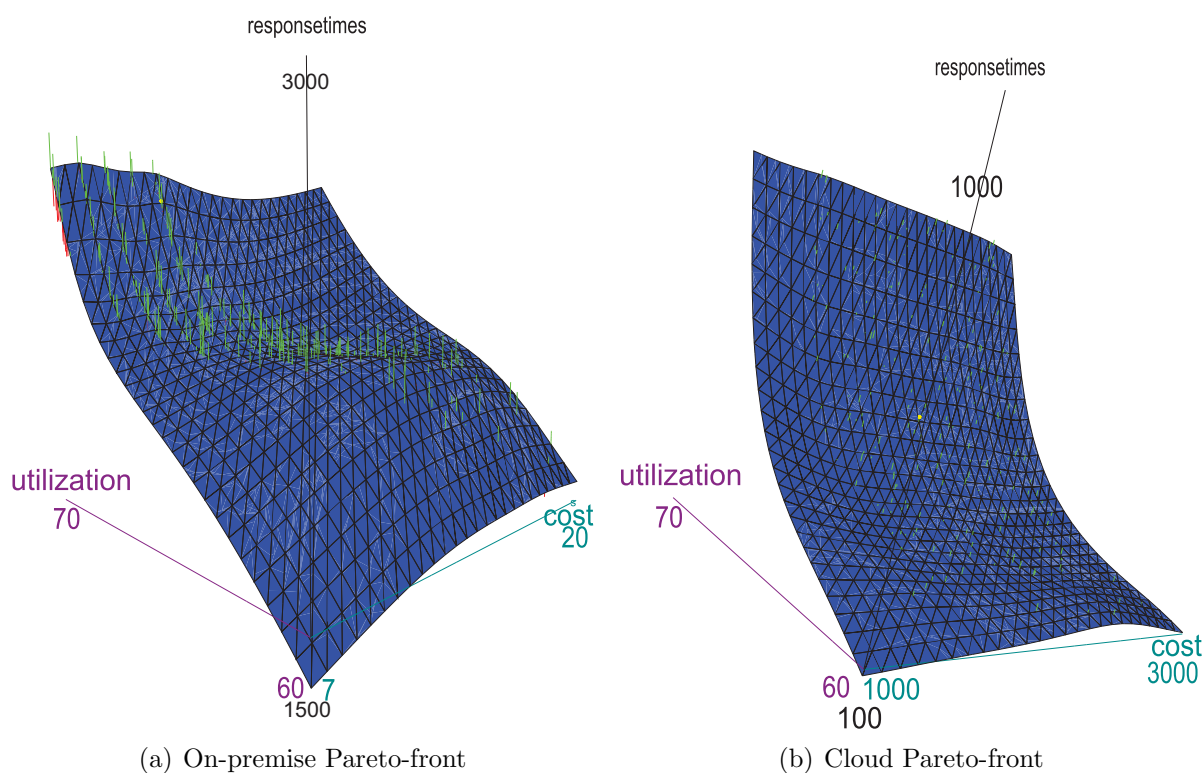 responsetimes
3000
utilization
70
cost
20
60 7
1500
(a) On-premise Pareto-front
responsetimes
1000
utilization
70
cost
3000
60 1000
100
(b) Cloud Pareto-front